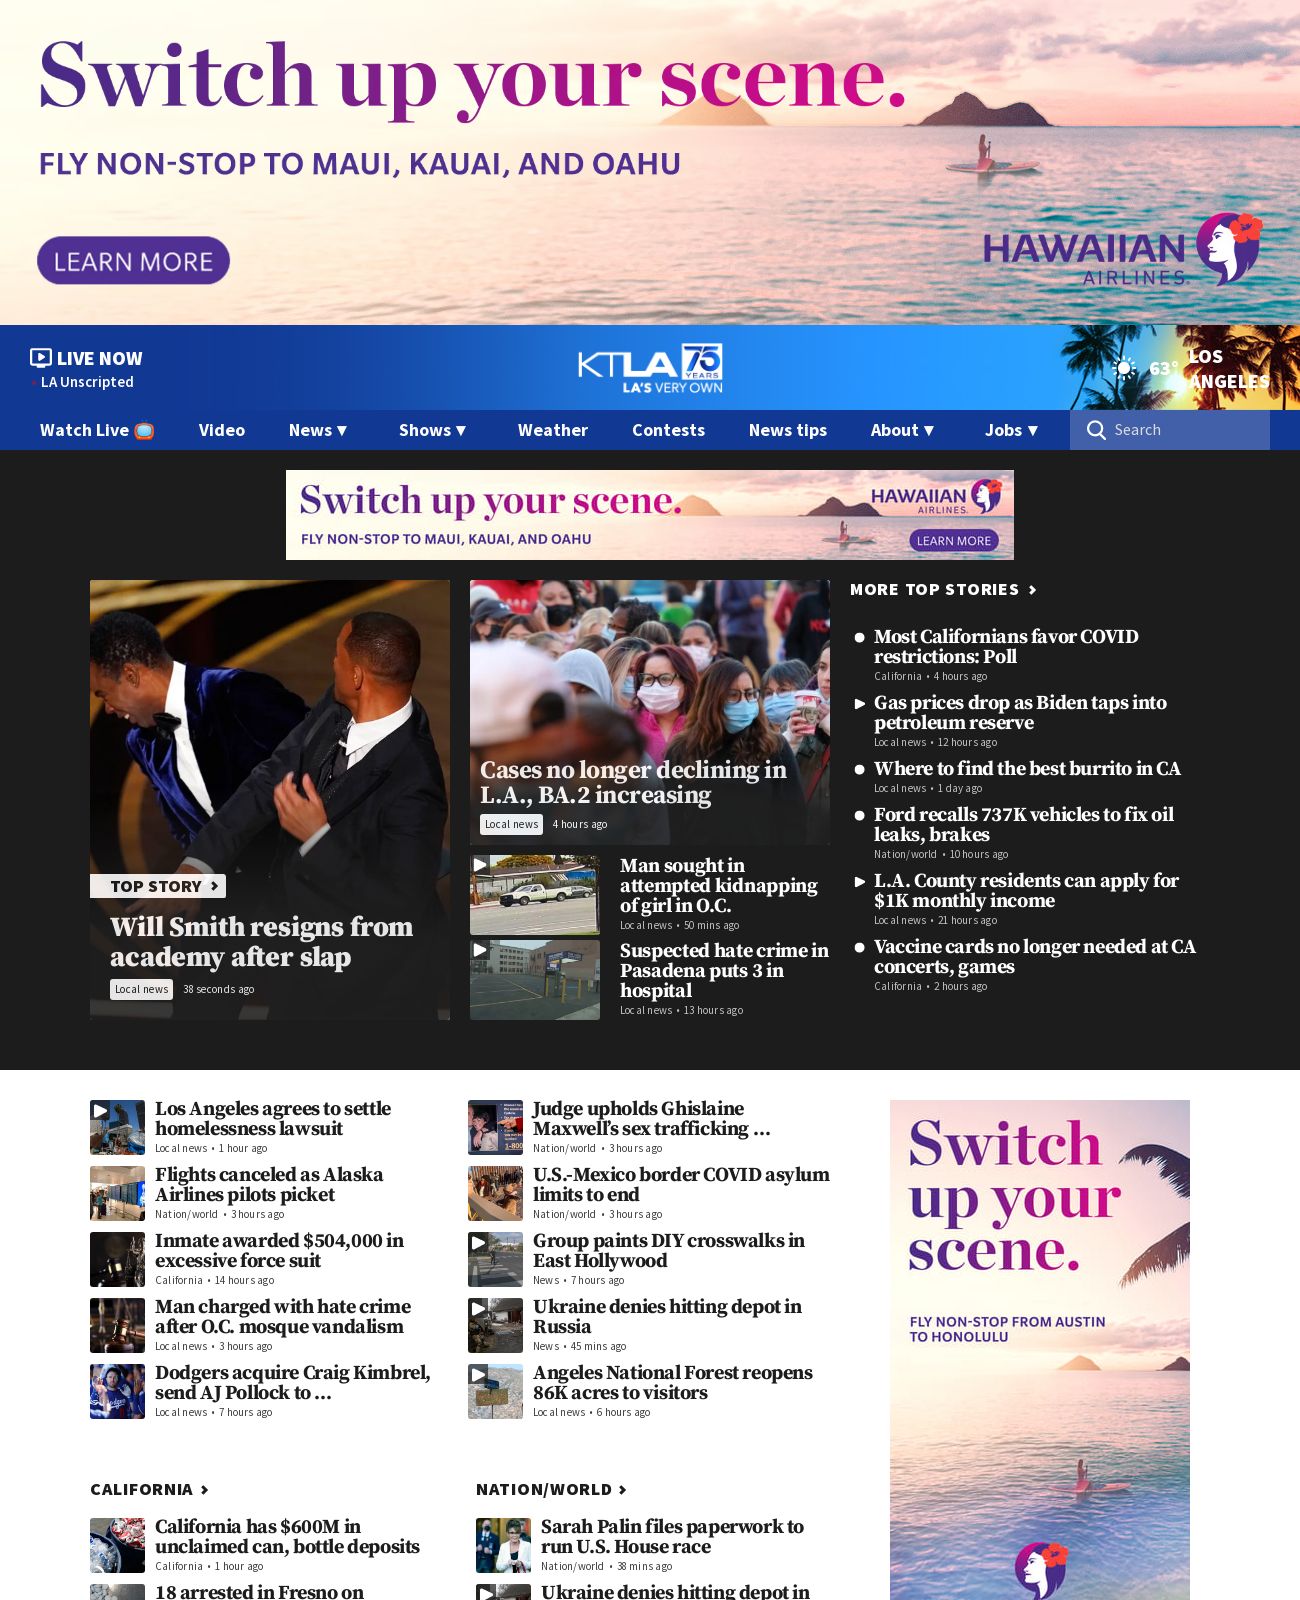 Switch up your scene.
FLY NON-STOP TO MAUI, KAUAI, AND OAHU
LEARN MORE
HAWAIIAN
AIRLINES.
LIVE NOW
• LA Unscripted
KTLA 75
YEARS
LA'S VERY OWN
63°
LOS
ANGELES
Watch Live Video News ▼ Shows ▼ Weather Contests News tips About ▼ Jobs ▼ Search
Switch up your scene.
FLY NON-STOP TO MAUI, KAUAI, AND OAHU
HAWAIIAN
AIRLINES.
LEARN MORE
TOP STORY ›
Will Smith resigns from
academy after slap
Local news 38 seconds ago
Cases no longer declining in
L.A., BA.2 increasing
Local news 4 hours ago
Man sought in
attempted kidnapping
of girl in O.C.
Local news • 50 mins ago
Suspected hate crime in
Pasadena puts 3 in
hospital
Local news • 13 hours ago
MORE TOP STORIES ›
Most Californians favor COVID
restrictions: Poll
California • 4 hours ago
Gas prices drop as Biden taps into
petroleum reserve
Local news • 12 hours ago
Where to find the best burrito in CA
Local news • 1 day ago
Ford recalls 737K vehicles to fix oil
leaks, brakes
Nation/world • 10 hours ago
L.A. County residents can apply for
$1K monthly income
Local news • 21 hours ago
Vaccine cards no longer needed at CA
concerts, games
California • 2 hours ago
Los Angeles agrees to settle
homelessness lawsuit
Local news • 1 hour ago
Flights canceled as Alaska
Airlines pilots picket
Nation/world • 3 hours ago
Inmate awarded $504,000 in
excessive force suit
California • 14 hours ago
Man charged with hate crime
after O.C. mosque vandalism
Local news • 3 hours ago
Dodgers acquire Craig Kimbrel,
send AJ Pollock to …
Local news • 7 hours ago
Judge upholds Ghislaine
Maxwell’s sex trafficking …
Nation/world • 3 hours ago
U.S.-Mexico border COVID asylum
limits to end
Nation/world • 3 hours ago
Group paints DIY crosswalks in
East Hollywood
News • 7 hours ago
Ukraine denies hitting depot in
Russia
News • 45 mins ago
Angeles National Forest reopens
86K acres to visitors
Local news • 6 hours ago
Switch
up your
scene.
FLY NON-STOP FROM AUSTIN
TO HONOLULU
CALIFORNIA ›
California has $600M in
unclaimed can, bottle deposits
California • 1 hour ago
18 arrested in Fresno on
NATION/WORLD ›
Sarah Palin files paperwork to
run U.S. House race
Nation/world • 38 mins ago
Ukraine denies hitting depot in